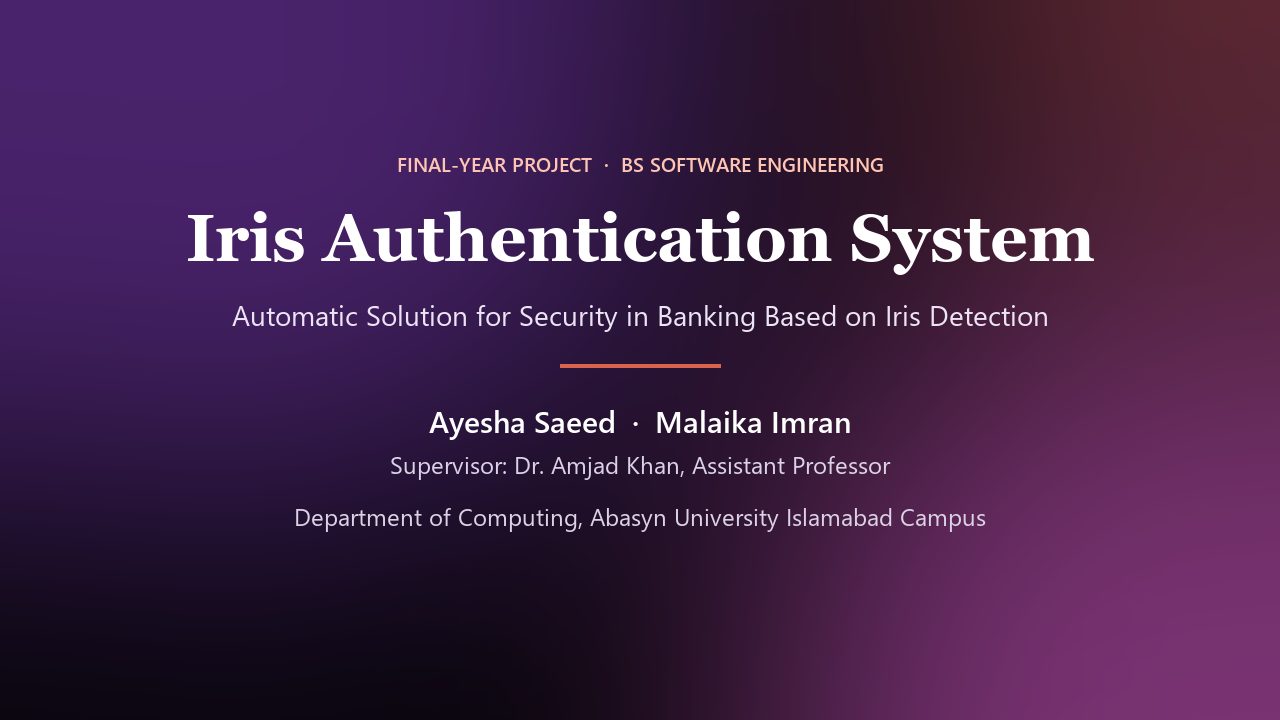 FINAL-YEAR PROJECT · BS SOFTWARE ENGINEERING
Iris Authentication System
Automatic Solution for Security in Banking Based on Iris Detection
Ayesha Saeed · Malaika Imran
Supervisor: Dr. Amjad Khan, Assistant Professor
Department of Computing, Abasyn University Islamabad Campus